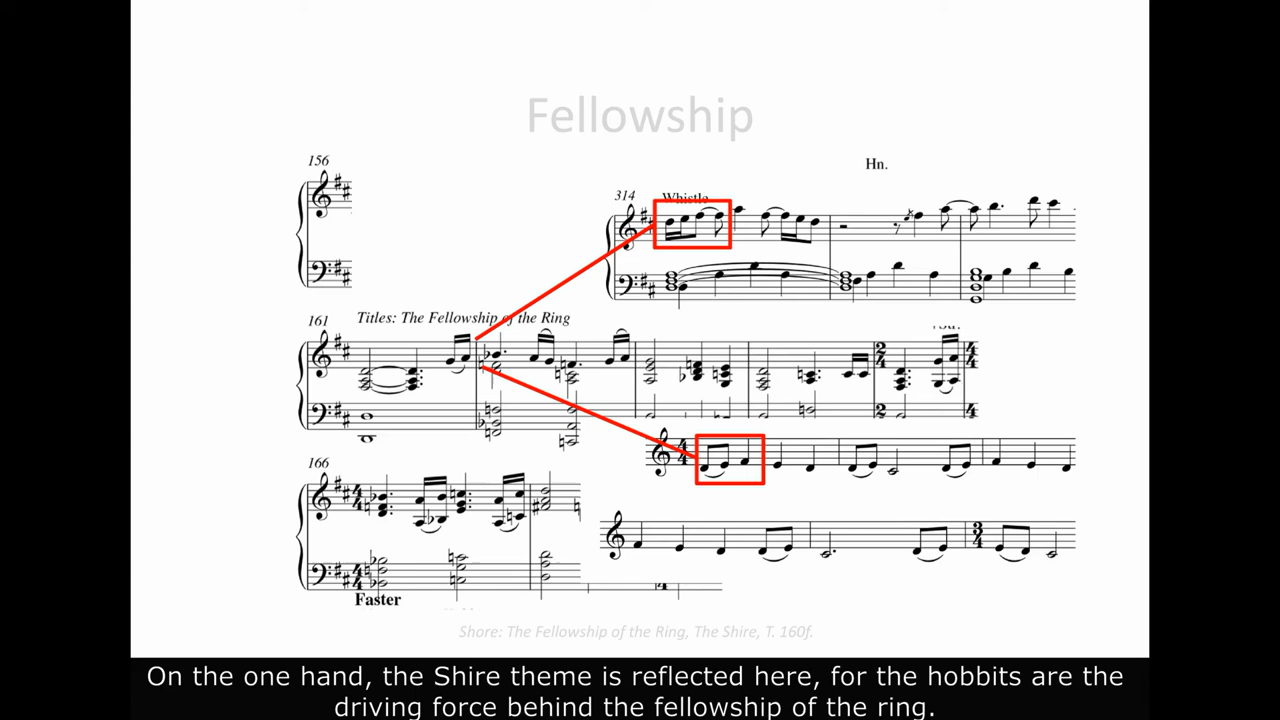 Fellowship
156
Hn.
314
Whistle
161
Titles: The Fellowship of the Ring
166
Faster
Shore: The Fellowship of the Ring, The Shire, T. 160f.
On the one hand, the Shire theme is reflected here, for the hobbits are the
driving force behind the fellowship of the ring.